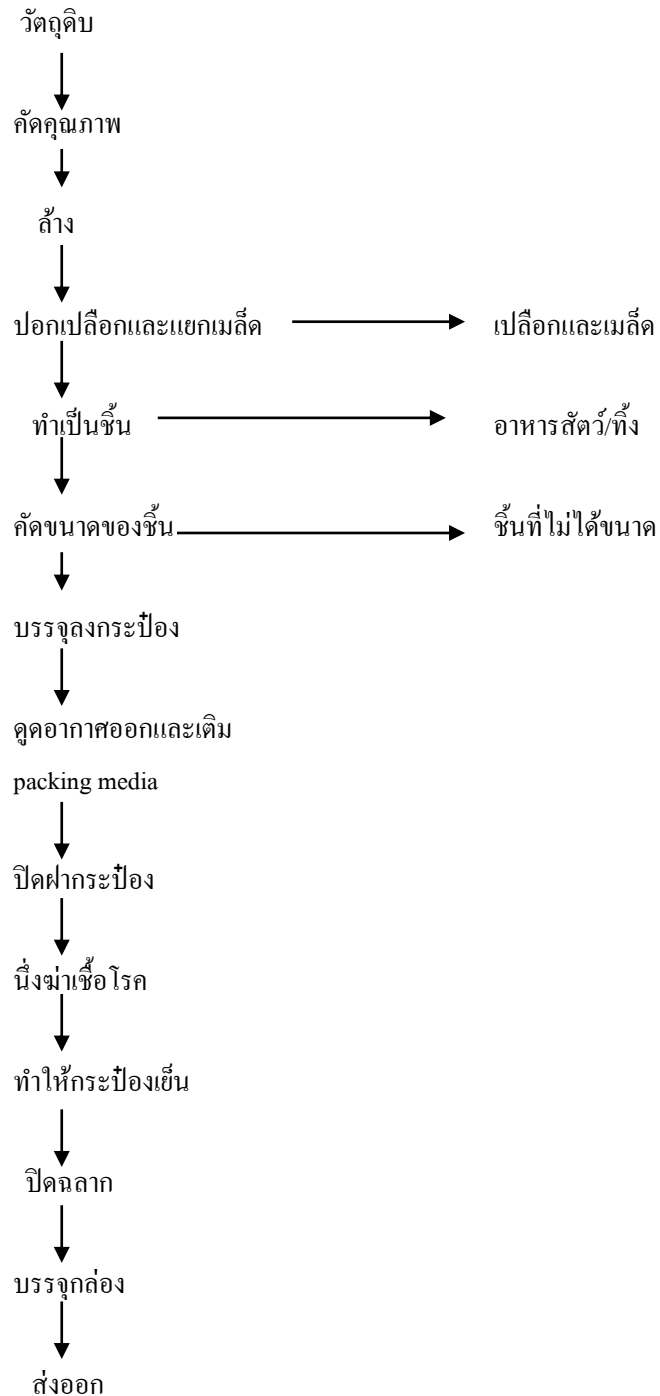 วัตถุดิบ
คัดคุณภาพ
ล้าง
ปอกเปลือกและแยกเมล็ด
เปลือกและเมล็ด
ทำเป็นชิ้น
อาหารสัตว์/ทิ้ง
คัดขนาดของชิ้น
ชิ้นที่ไม่ได้ขนาด
บรรจุลงกระป๋อง
ดูดอากาศออกและเติม
packing media
ปิดฝากระป๋อง
นึ่งฆ่าเชื้อโรค
ทำให้กระป๋องเย็น
ปิดฉลาก
บรรจุกล่อง
ส่งออก